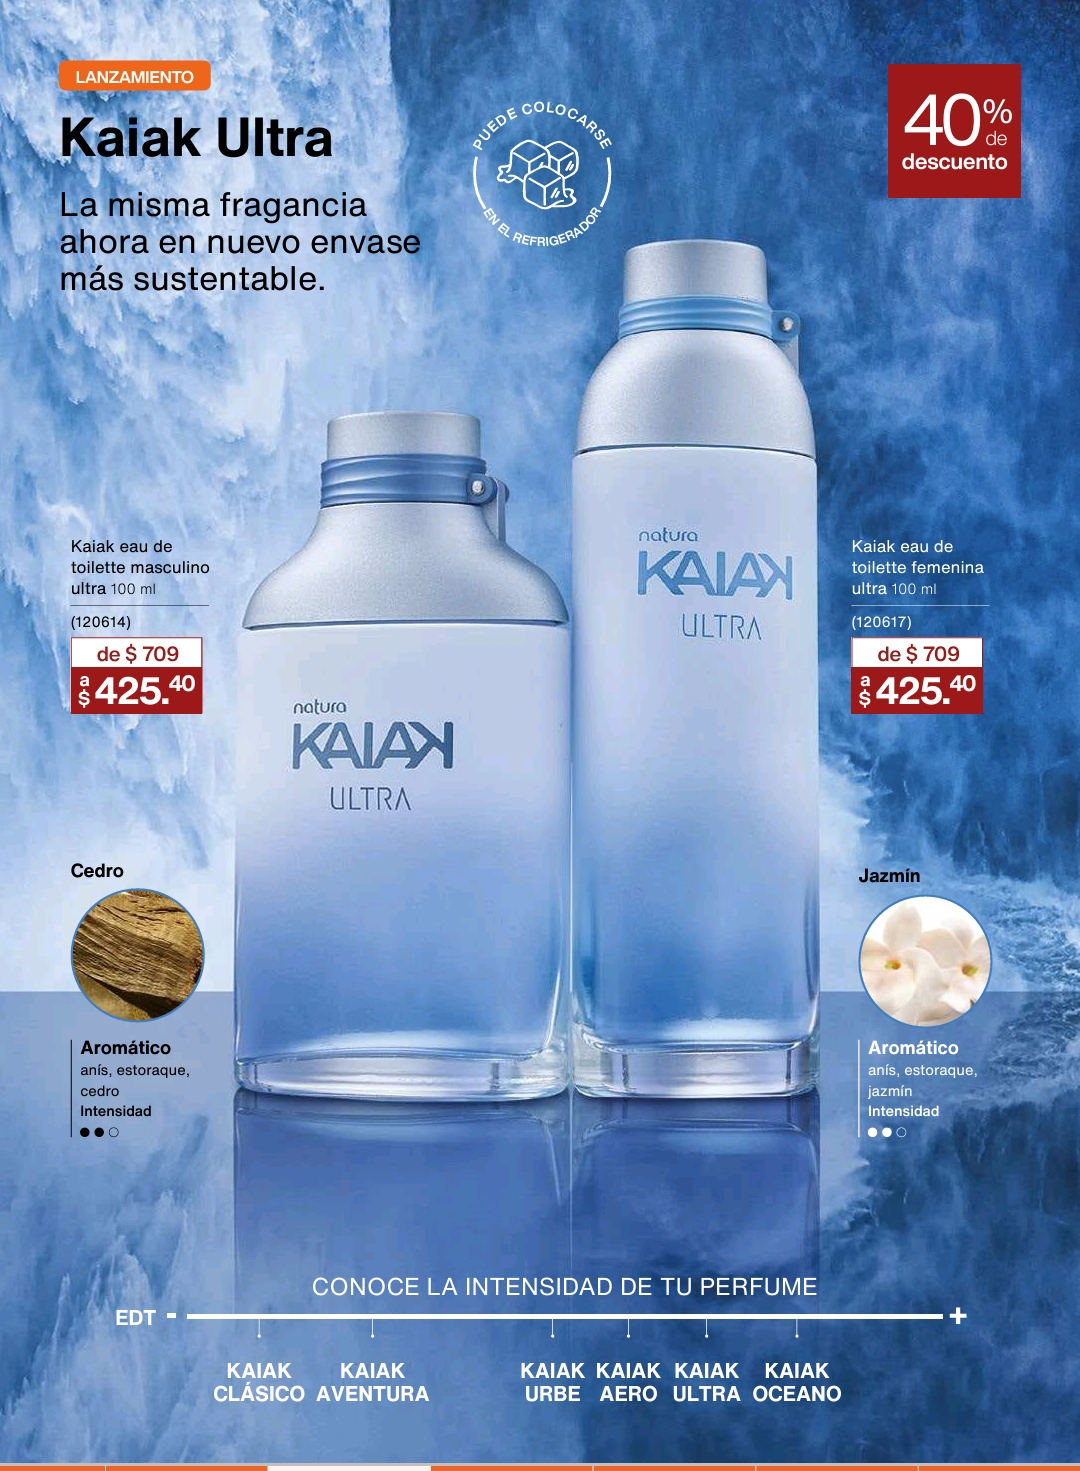 LANZAMIENTO
Kaiak Ultra
La misma fragancia
ahora en nuevo envase
más sustentable.
PUEDE COLOCARSE
EN EL REFRIGERADOR
40%
de
descuento
natura
KAIAK
ULTRA
natura
KAIAK
ULTRA
Kaiak eau de
toilette masculino
ultra 100 ml
(120614)
de $ 709
a $ 425.40
Kaiak eau de
toilette femenina
ultra 100 ml
(120617)
de $ 709
a $ 425.40
Cedro
Aromático
anís, estoraque,
cedro
Intensidad
Jazmín
Aromático
anís, estoraque,
jazmín
Intensidad
CONOCE LA INTENSIDAD DE TU PERFUME
EDT - +
KAIAK CLÁSICO
KAIAK AVENTURA
KAIAK URBE
KAIAK AERO
KAIAK ULTRA
KAIAK OCEANO